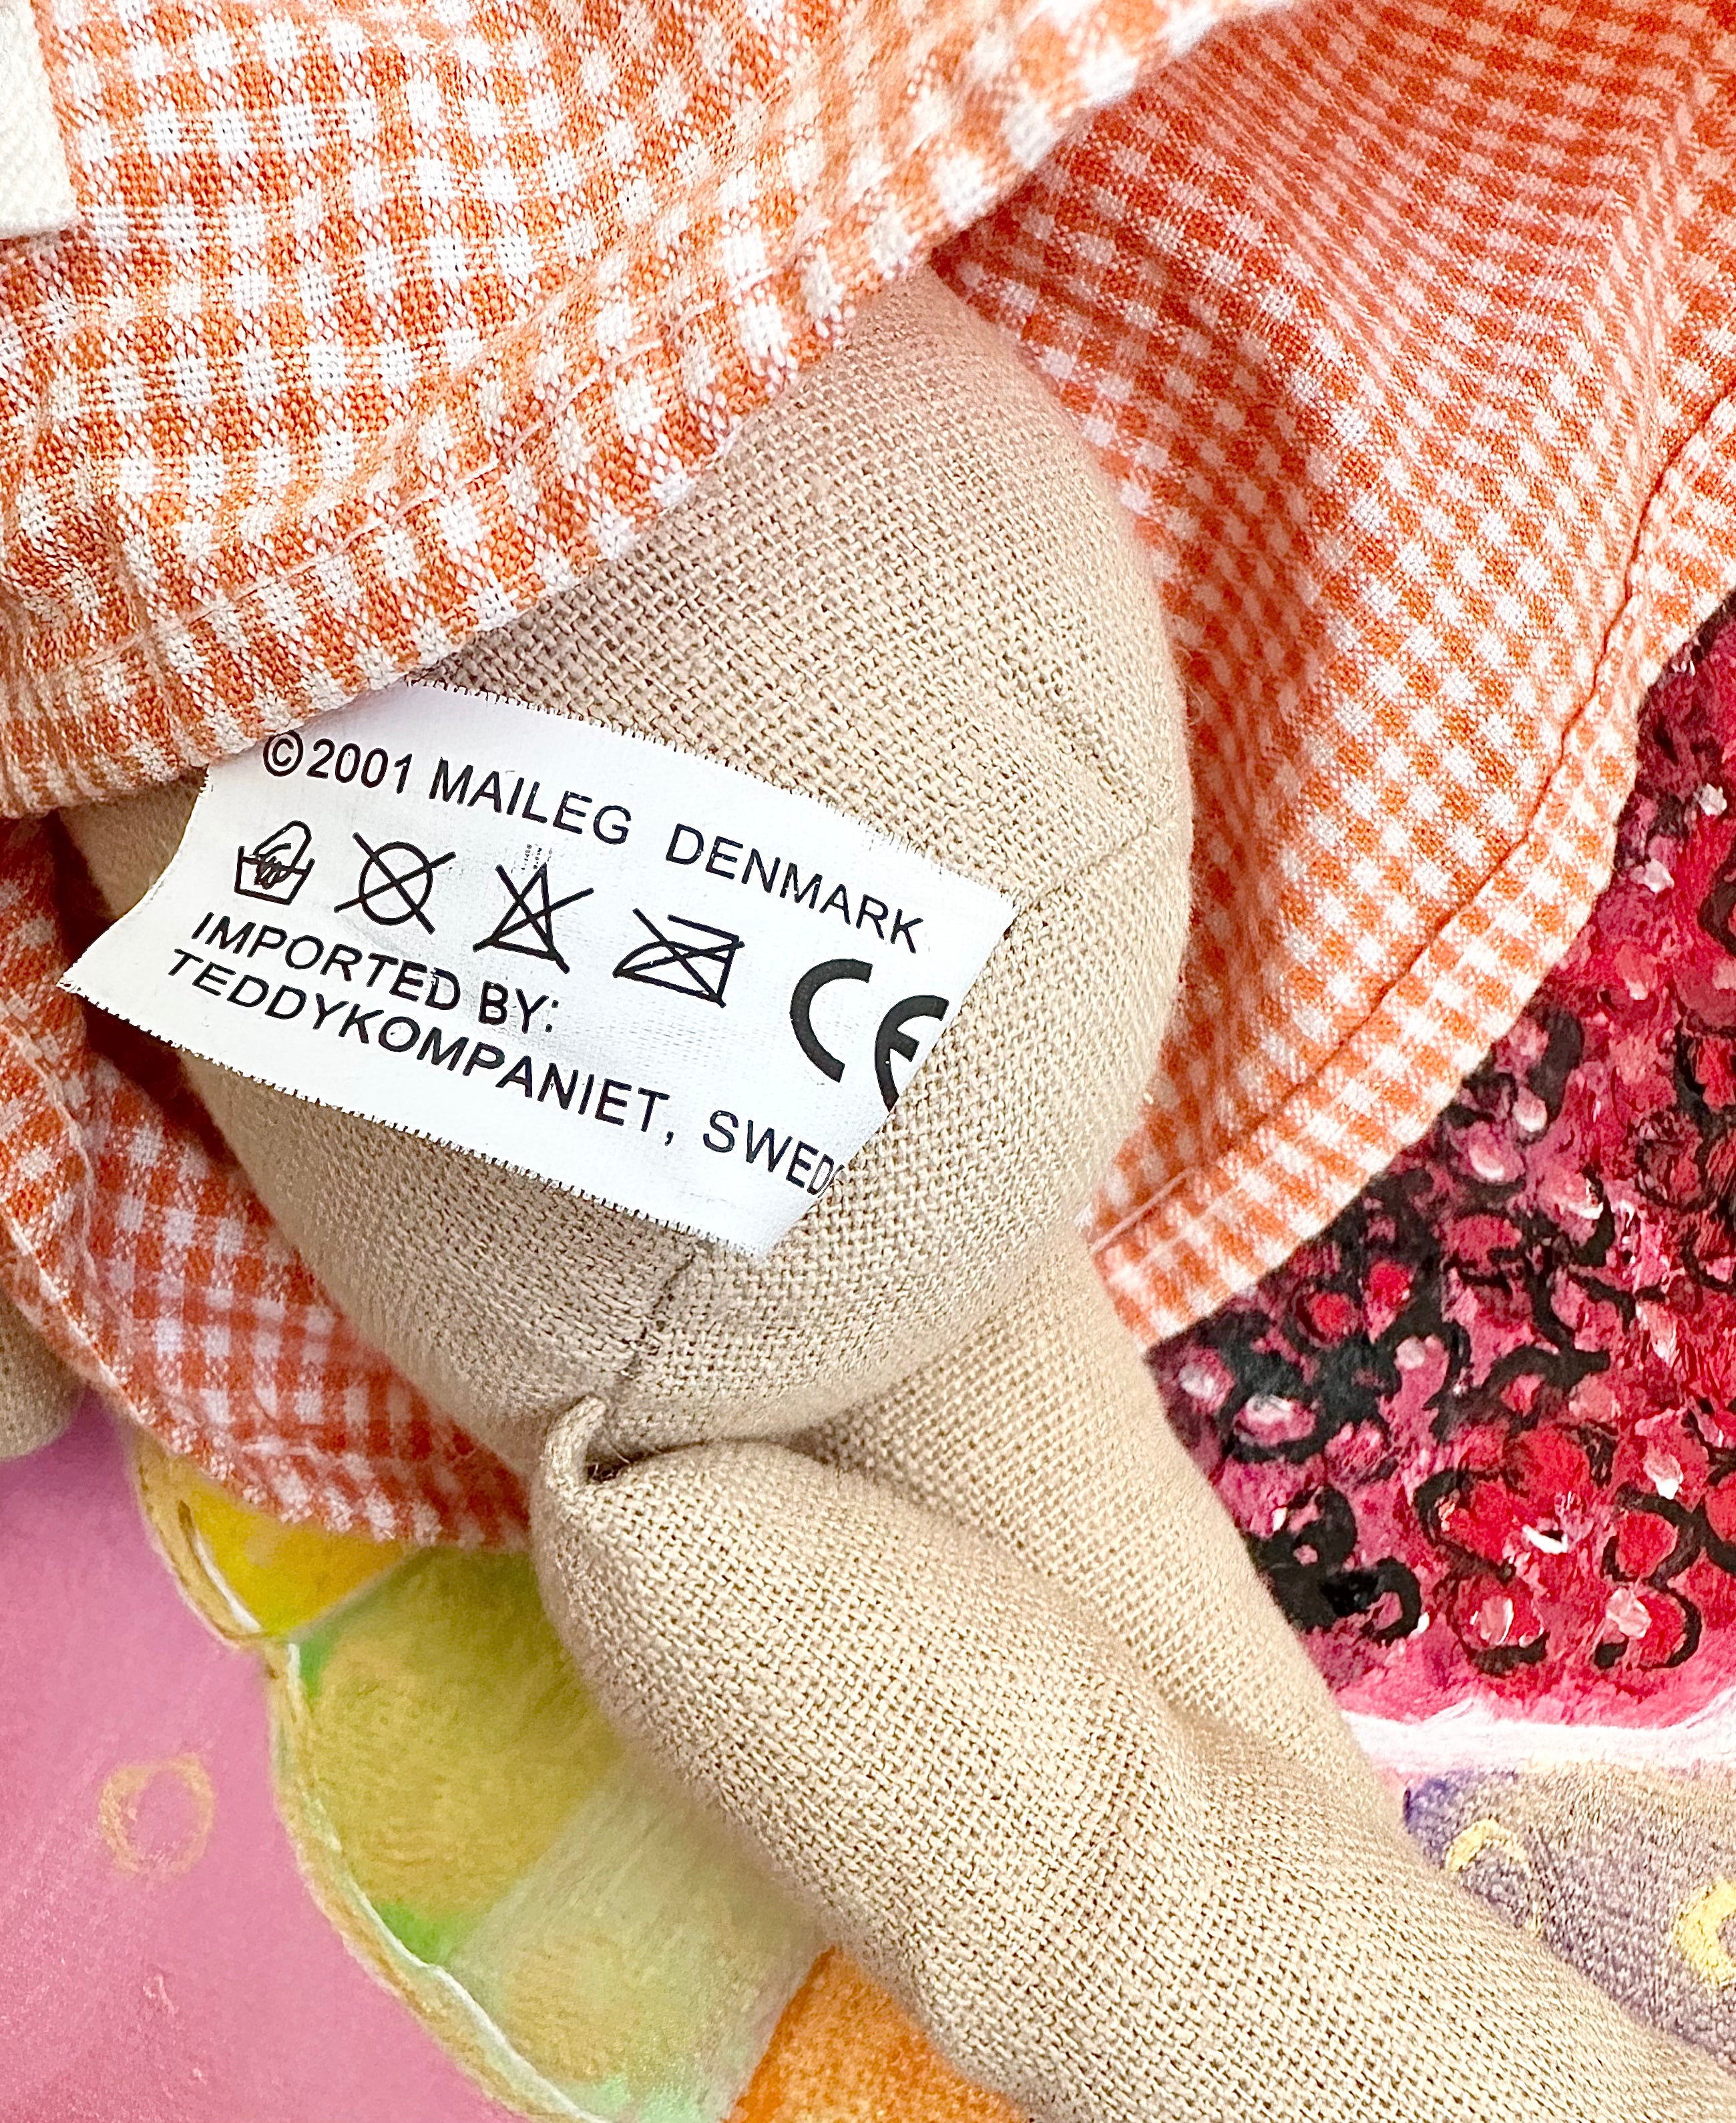 ©2001 MAILEG DENMARK
CE
IMPORTED BY:
TEDDYKOMPANIET, SWED